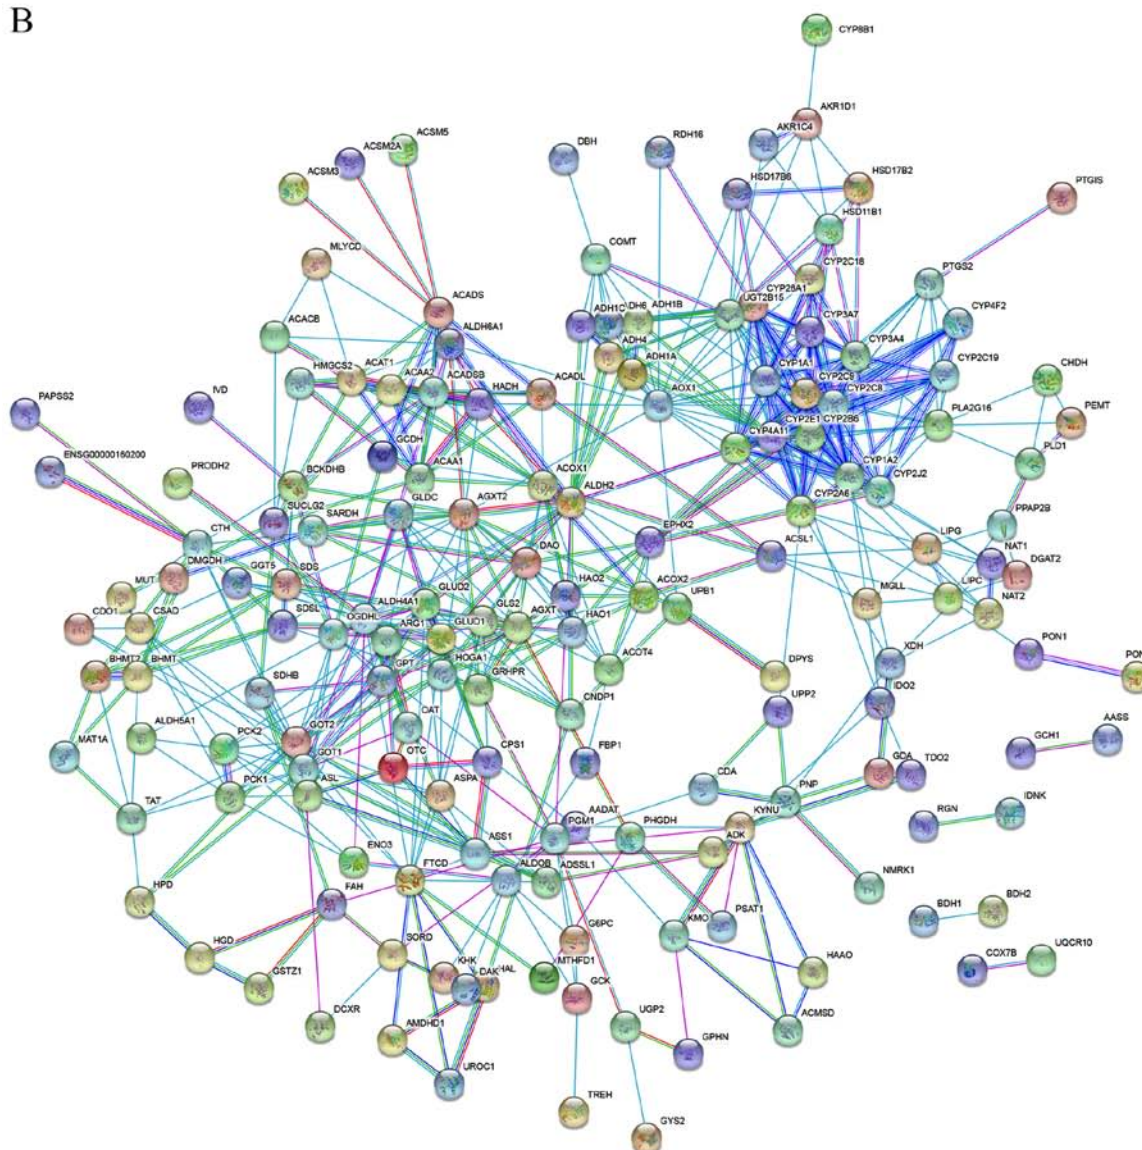 B
CYP8B1
AKR1D1
AKR1C4
ACSM5
ACSM2A
DBH
RDH16
ACSM3
HSD17B6
HSD17B2
PTGIS
HSD11B1
COMT
MLYCD
CYP2C18
PTGS2
CYP26A1
UGT2B15
ACADS
ADH1C
ADH6
ADH1B
CYP4F2
CYP3A7
ACACB
ALDH6A1
ADH4
CYP3A4
ADH1A
HMGCS2
ACAT1
ACAA2
ACADSB
CYP1A1
CYP2C19
CHDH
HADH
ACADL
CYP2C9
CYP2C8
AOX1
PAPSS2
IVD
PLA2G16
PEMT
CYP4A11
CYP2E1
CYP2B6
GCDH
ENSG00000160200
PLD1
PRODH2
BCKDHB
ACAA1
ACOX1
ALDH2
CYP1A2
CYP2J2
CYP2A6
SUCLG2
GLDC
AGXT2
PPAP2B
SARDH
CTH
EPHX2
ACSL1
LIPG
NAT1
DAO
DGAT2
DMGDH
GGT5
SDS
MUT
GLUD2
HAO2
ACOX2
UPB1
MGLL
LIPC
NAT2
CDO1
CSAD
SDSL
OGDHL
ALDH4A1
ARG1
GLUD1
GLS2
AGXT
HAO1
PON1
BHMT2
BHMT
GPT
HOGA1
GRHPR
ACOT4
DPYS
XDH
IDO2
SDHB
CNDP1
UPP2
ALDH5A1
MAT1A
PCK2
GOT2
OAT
GOT1
OTC
CPS1
FBP1
GCH1
AASS
PCK1
ASL
ASPA
CDA
PNP
GDA
TDO2
TAT
AADAT
PGM1
PHGDH
KYNU
RGN
IDNK
ENO3
ASS1
ADK
FTCD
ALDOB
ADSSL1
HPD
FAH
NMRK1
BDH1
BDH2
HGD
SORD
G6PC
KMO
PSAT1
GSTZ1
KHK
DAK
HAL
MTHFD1
HAAO
COX7B
UQCR10
GCK
DCXR
AMDHD1
UGP2
ACMSD
UROC1
GPHN
TREH
GYS2